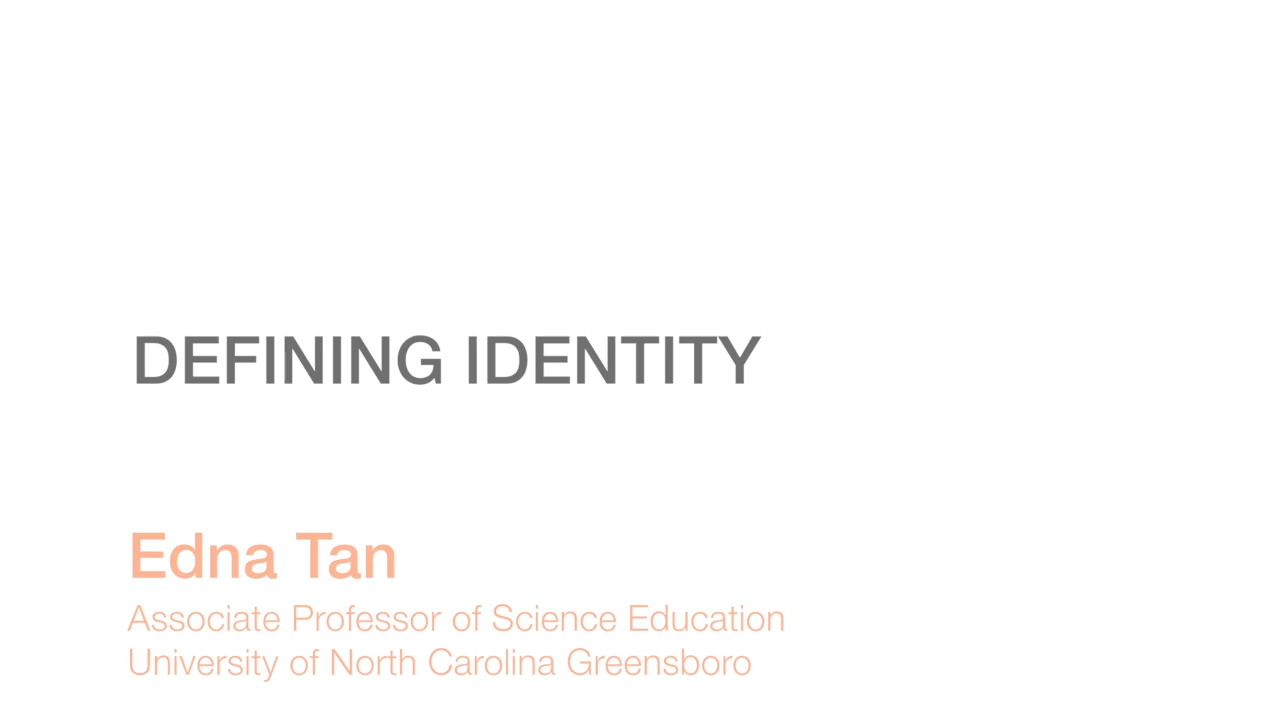 DEFINING IDENTITY
Edna Tan
Associate Professor of Science Education
University of North Carolina Greensboro